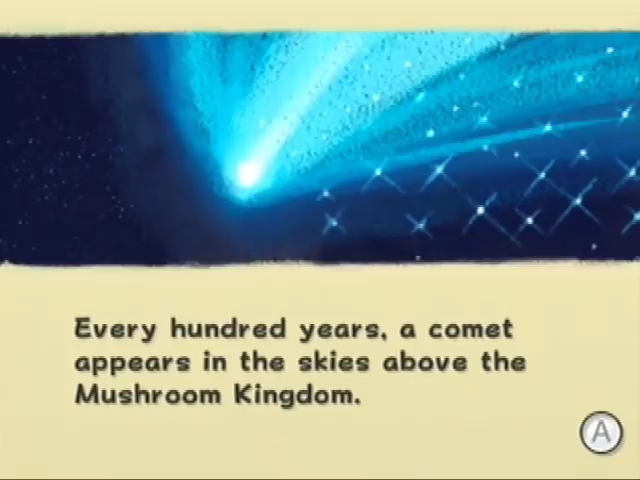 Every hundred years, a comet
appears in the skies above the
Mushroom Kingdom.
A